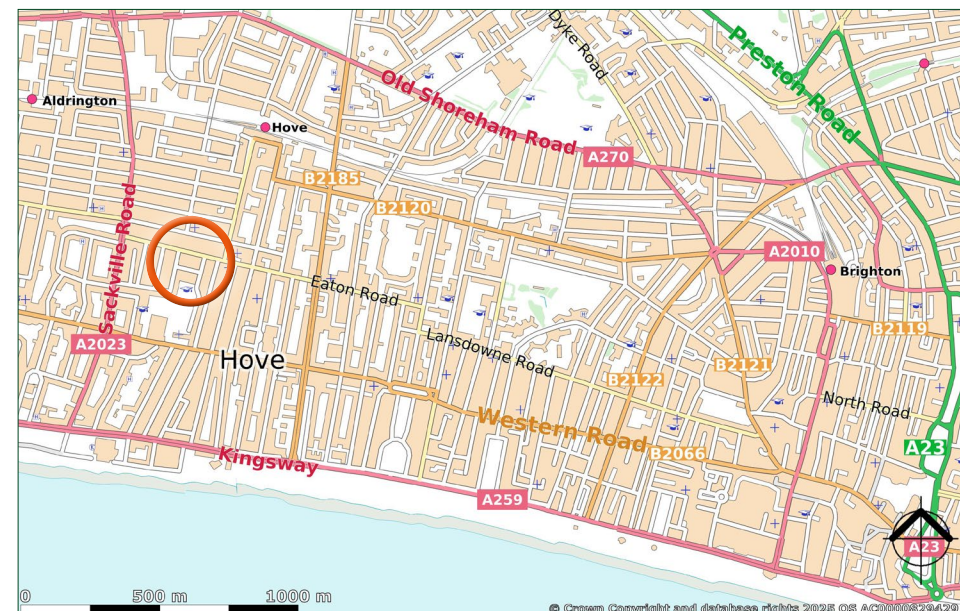 Dyke Road
Preston Road
Aldrington
Old Shoreham Road
Hove
A270
B2185
B2120
Sackville Road
A2010
Brighton
Eaton Road
B2119
A2023
Lansdowne Road
Hove
B2121
B2122
North Road
Western Road
A23
Kingsway
B2066
A259
A23
0 500 m 1000 m